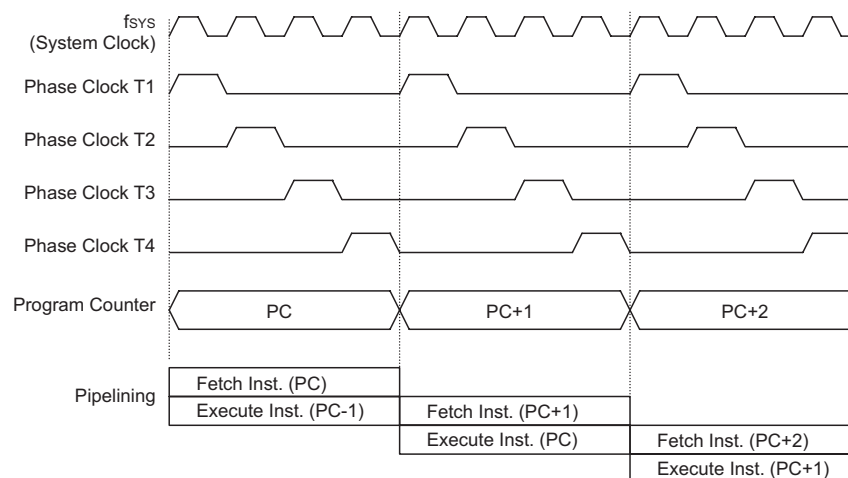 fSYS
(System Clock)
Phase Clock T1
Phase Clock T2
Phase Clock T3
Phase Clock T4
Program Counter
PC
PC+1
PC+2
Pipelining
Fetch Inst. (PC)
Execute Inst. (PC-1)
Fetch Inst. (PC+1)
Execute Inst. (PC)
Fetch Inst. (PC+2)
Execute Inst. (PC+1)